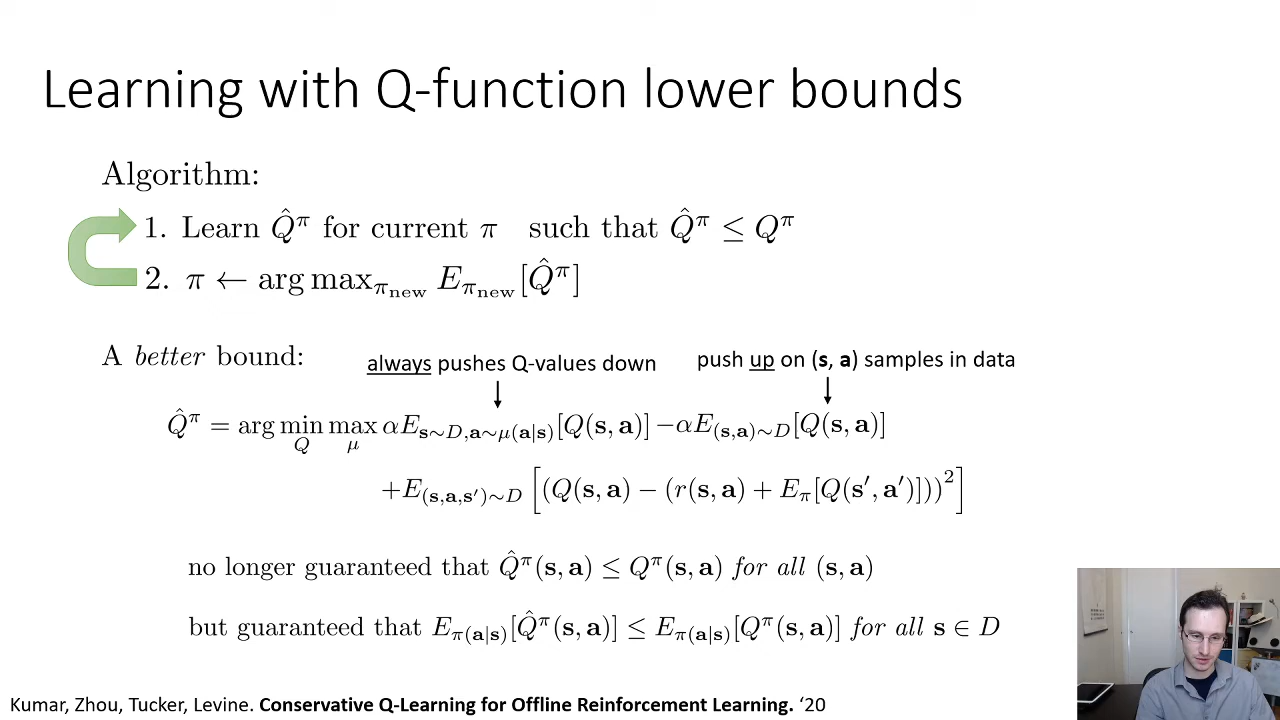 Learning with Q-function lower bounds
Algorithm:
1. Learn Q̂^π for current π such that Q̂^π ≤ Q^π
2. π ← arg max_{π_new} E_{π_new}[Q̂^π]
A better bound:
always pushes Q-values down
push up on (s, a) samples in data
Q̂^π = arg min_Q max_μ αE_{s∼D,a∼μ(a|s)}[Q(s, a)] −αE_{(s,a)∼D}[Q(s, a)]
+E_{(s,a,s′)∼D} [(Q(s, a) − (r(s, a) + E_π[Q(s′, a′)]))²]
no longer guaranteed that Q̂^π(s, a) ≤ Q^π(s, a) for all (s, a)
but guaranteed that E_{π(a|s)}[Q̂^π(s, a)] ≤ E_{π(a|s)}[Q^π(s, a)] for all s ∈ D
Kumar, Zhou, Tucker, Levine. Conservative Q-Learning for Offline Reinforcement Learning. ‘20